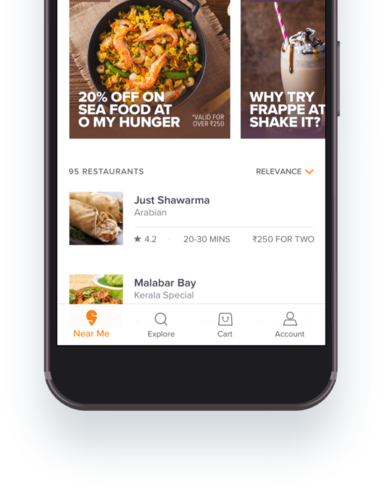 20% OFF ON
SEA FOOD AT
O MY HUNGER
*VALID FOR
OVER ₹250
WHY TRY
FRAPPE AT
SHAKE IT?
95 RESTAURANTS
RELEVANCE
Just Shawarma
Arabian
★ 4.2 · 20-30 MINS ₹250 FOR TWO
Malabar Bay
Kerala Special
Near Me
Explore
Cart
Account